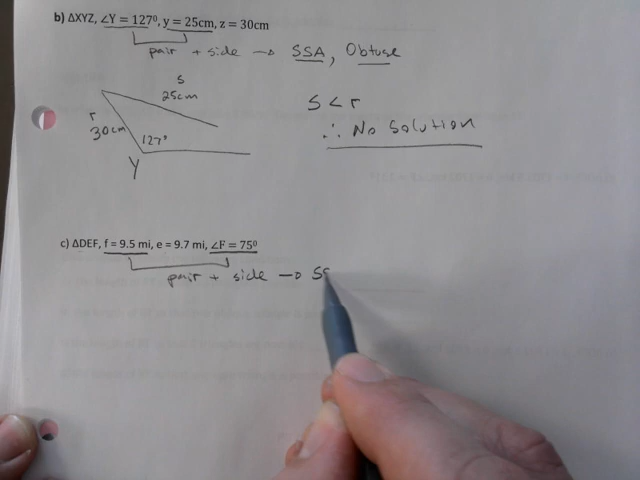 b) ΔXYZ, ∠Y = 127⁰, y = 25cm, z = 30cm
pair + side → SSA, Obtuse
s
25cm
r
30cm
127°
Y
s < r
∴ No Solution
c) ΔDEF, f = 9.5 mi, e = 9.7 mi, ∠F = 75⁰
pair + side → SS